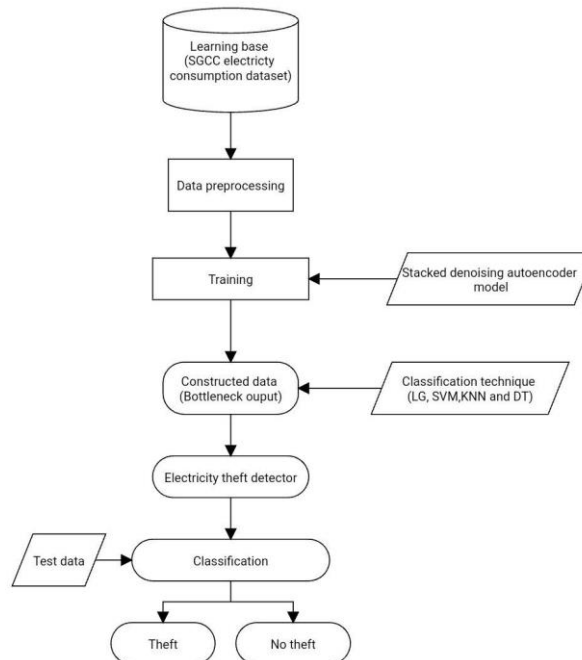 Learning base
(SGCC electricty
consumption dataset)
Data preprocessing
Training
Stacked denoising autoencoder
model
Constructed data
(Bottleneck ouput)
Classification technique
(LG, SVM,KNN and DT)
Electricity theft detector
Test data
Classification
Theft
No theft